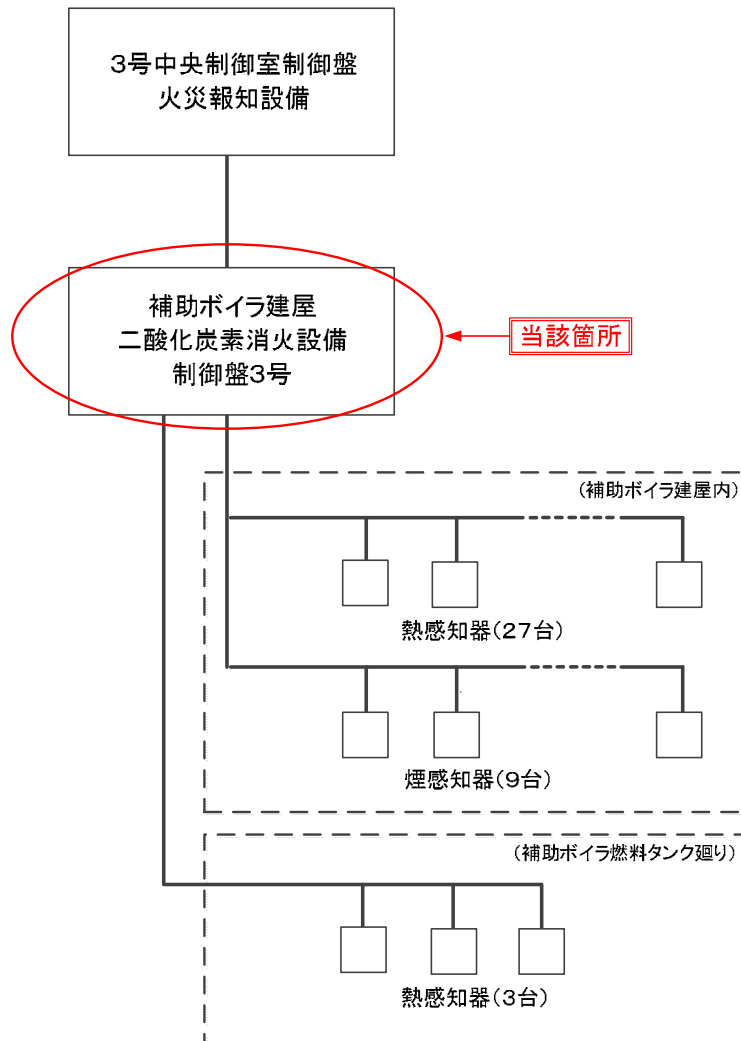 3号中央制御室制御盤
火災報知設備
補助ボイラ建屋
二酸化炭素消火設備
制御盤3号
当該箇所
(補助ボイラ建屋内)
熱感知器(27台)
煙感知器(9台)
(補助ボイラ燃料タンク廻り)
熱感知器(3台)